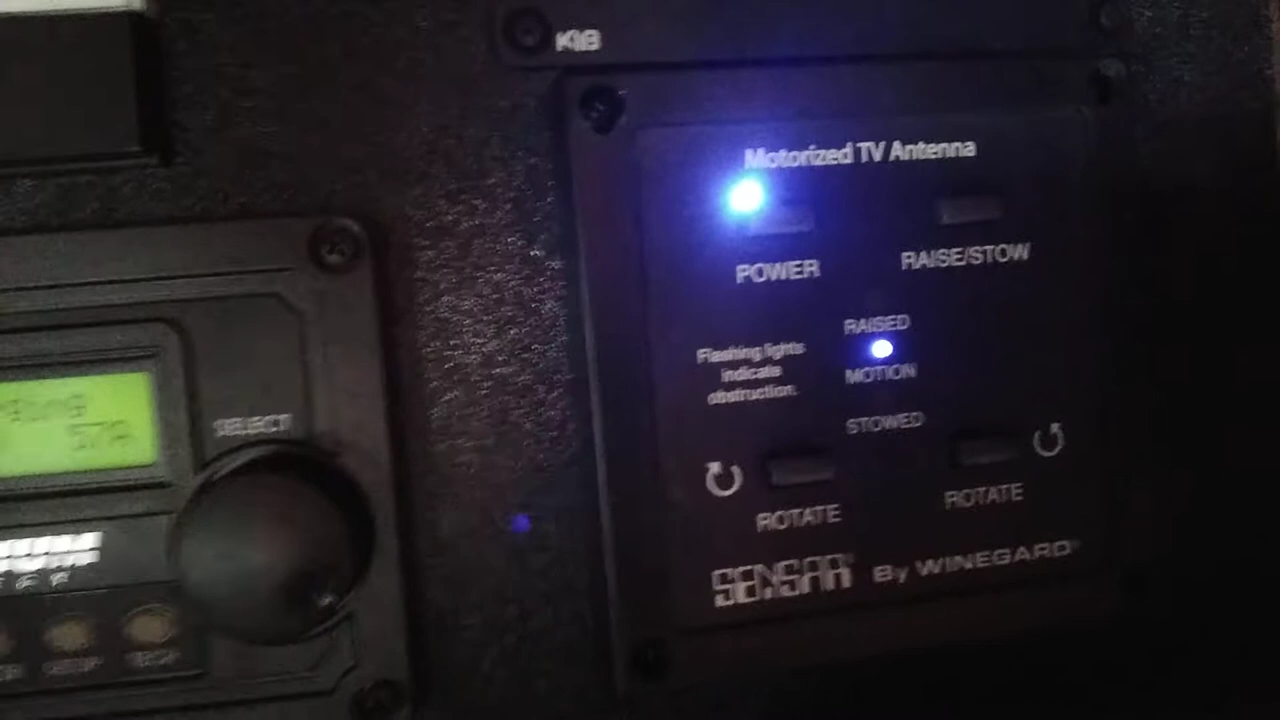 KIB
Motorized TV Antenna
POWER
RAISE/STOW
RAISED
Flashing lights
indicate
obstruction.
MOTION
STOWED
ROTATE
ROTATE
SENSAR® By WINEGARD®
SELECT